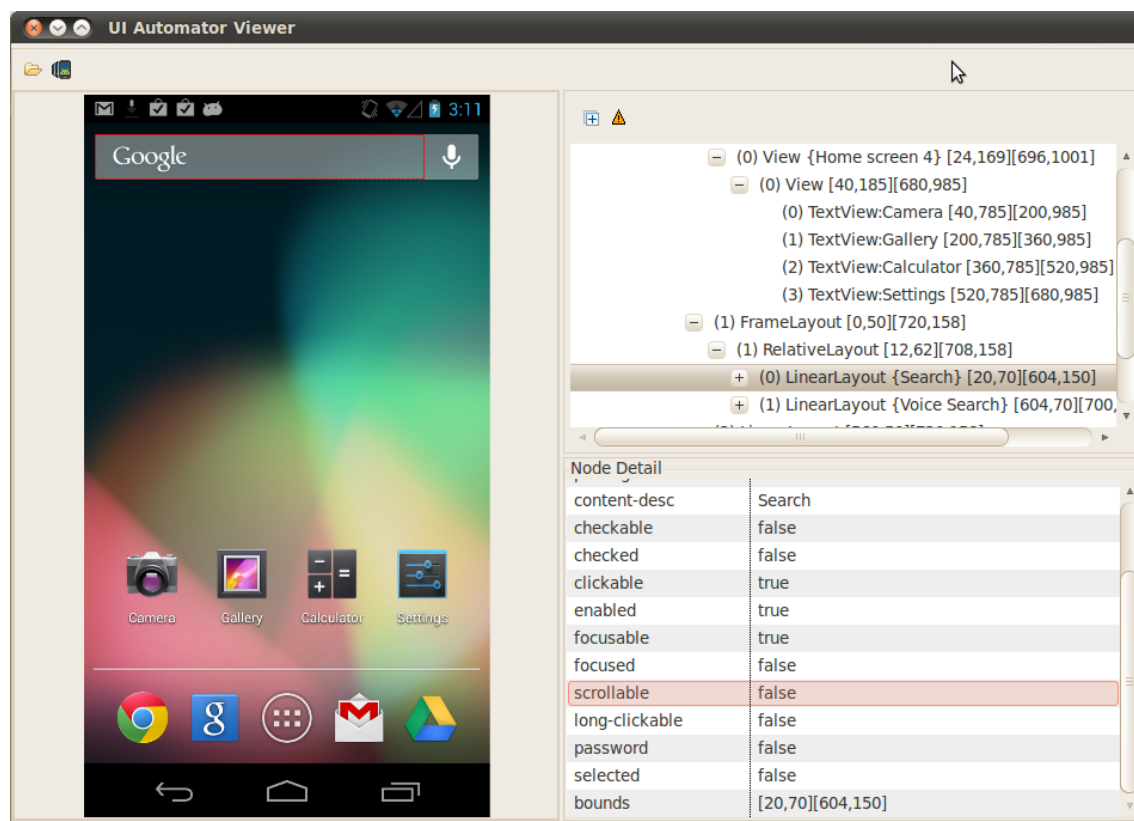 UI Automator Viewer
3:11
Google
Camera
Gallery
Calculator
Settings
g
(0) View {Home screen 4} [24,169][696,1001]
(0) View [40,185][680,985]
(0) TextView:Camera [40,785][200,985]
(1) TextView:Gallery [200,785][360,985]
(2) TextView:Calculator [360,785][520,985]
(3) TextView:Settings [520,785][680,985]
(1) FrameLayout [0,50][720,158]
(1) RelativeLayout [12,62][708,158]
(0) LinearLayout {Search} [20,70][604,150]
(1) LinearLayout {Voice Search} [604,70][700,
Node Detail
content-desc Search
checkable false
checked false
clickable true
enabled true
focusable true
focused false
scrollable false
long-clickable false
password false
selected false
bounds [20,70][604,150]